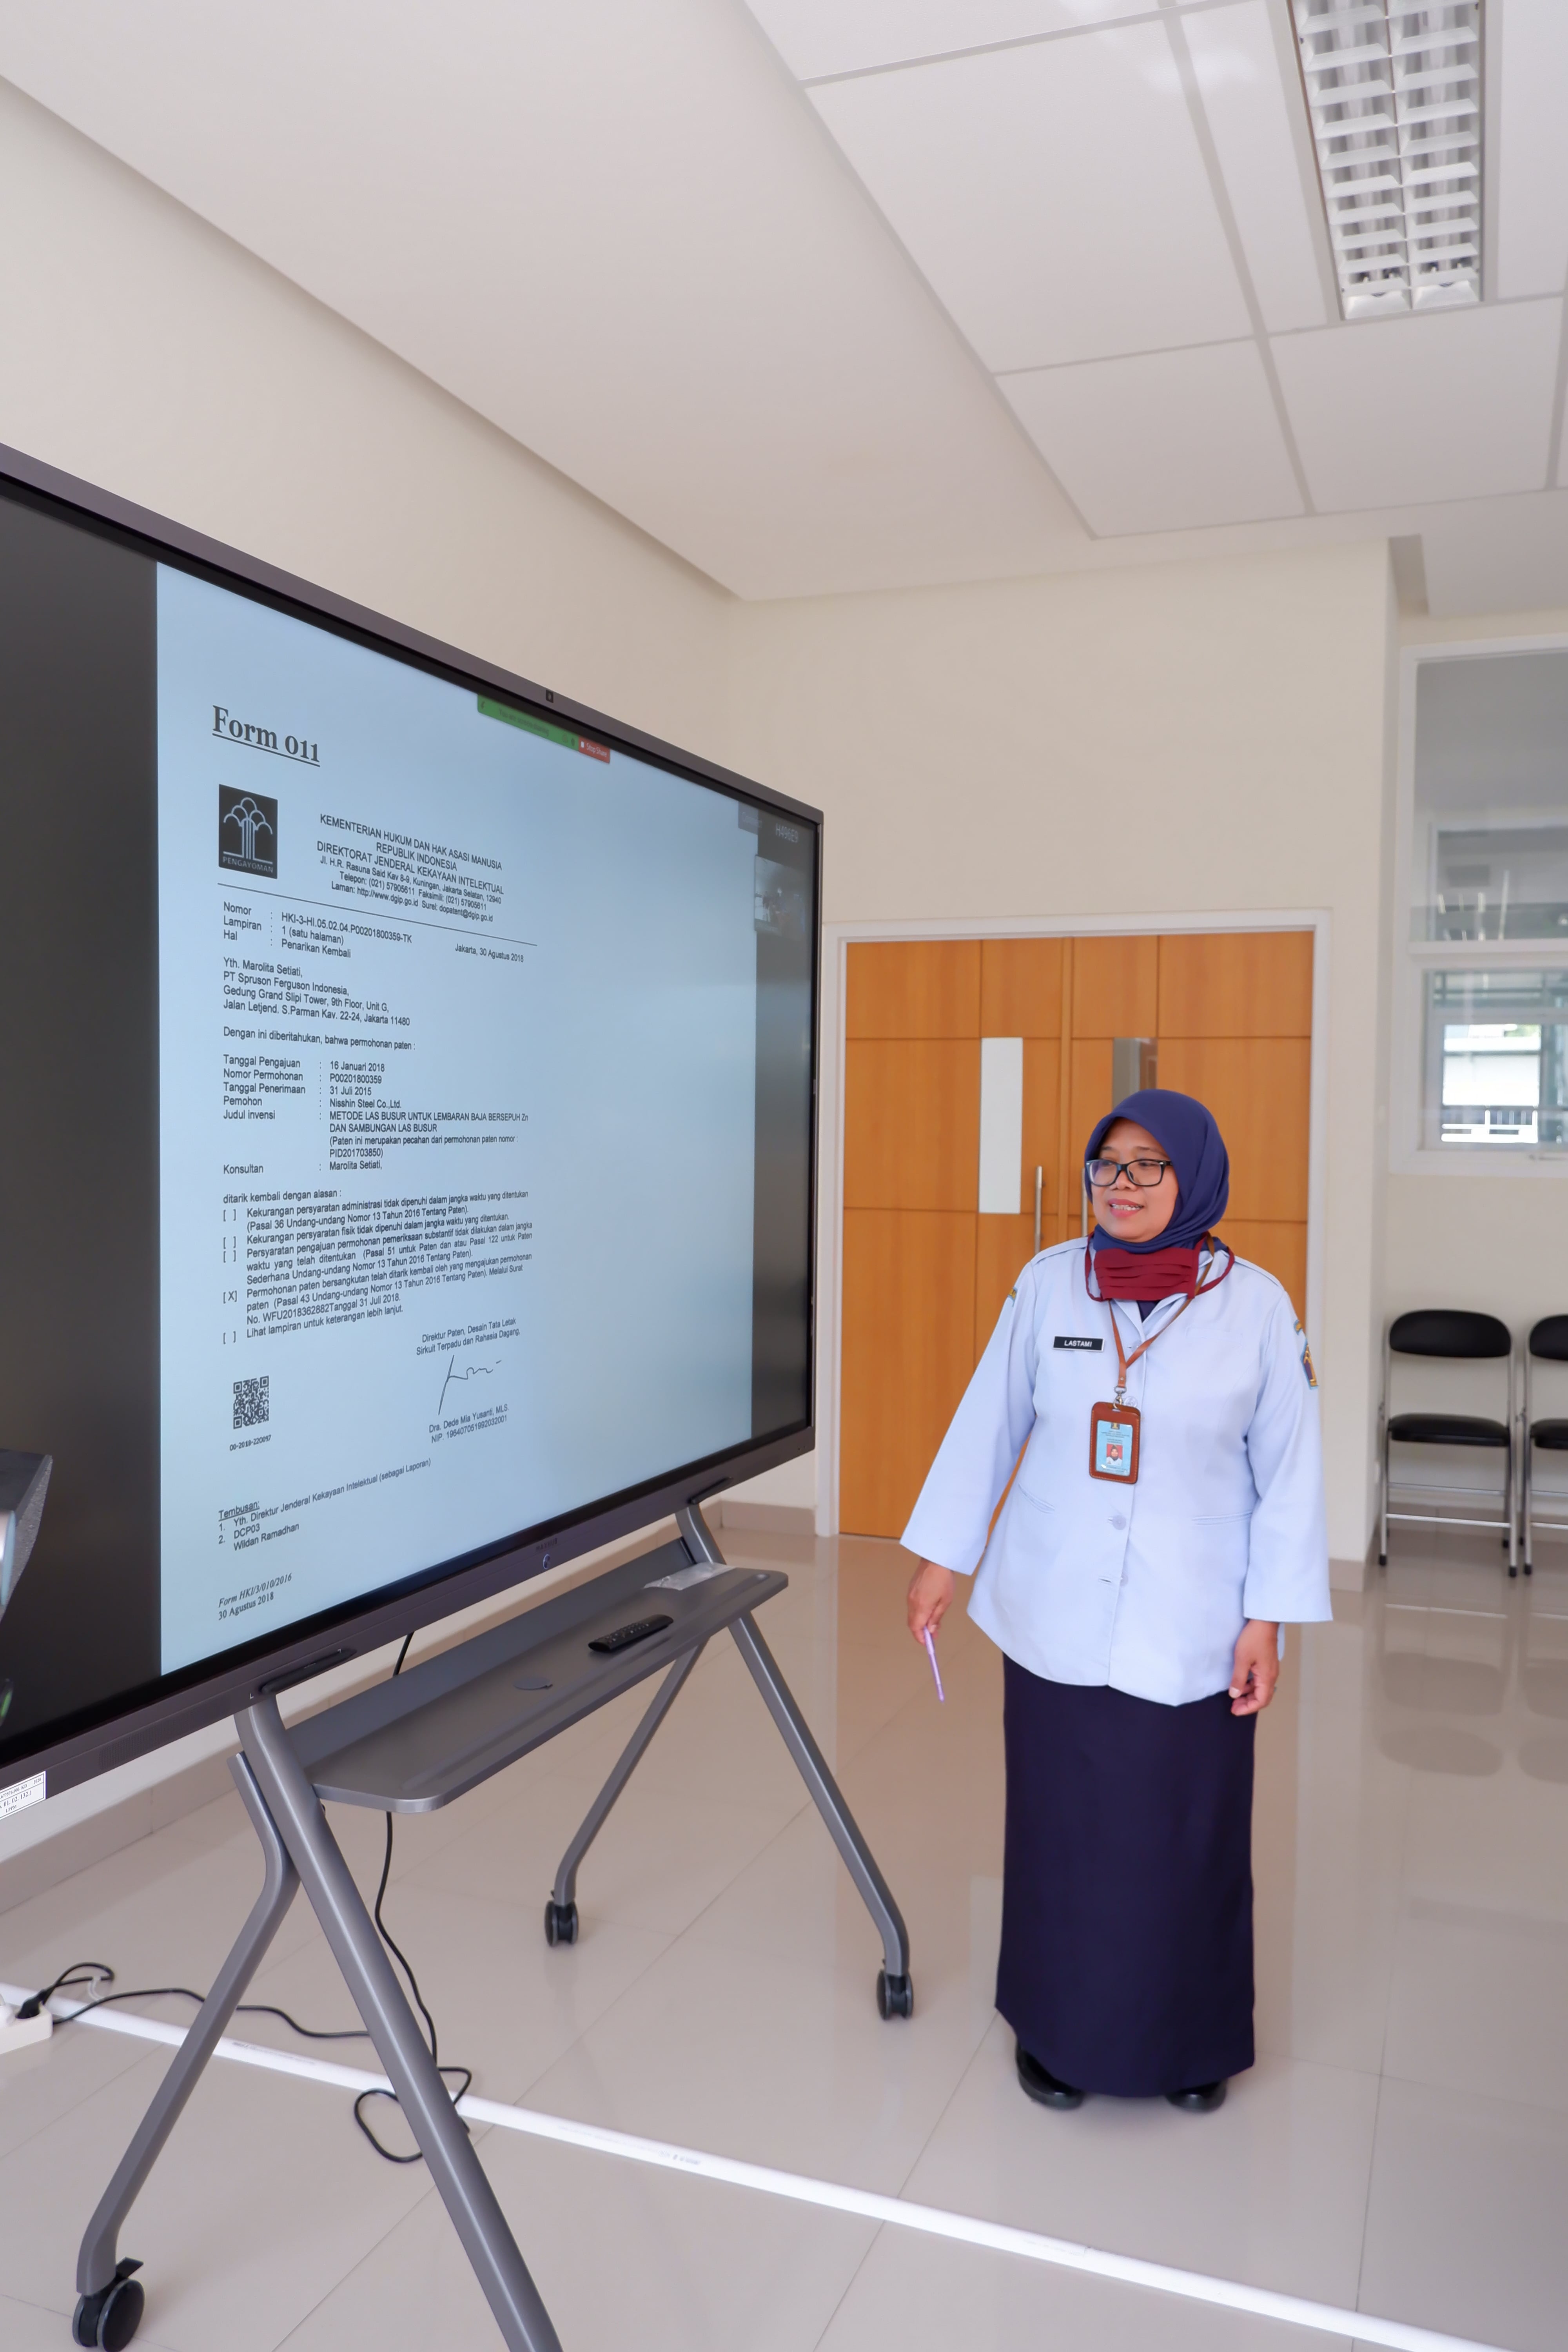 Form 011
PENGAYOMAN
KEMENTERIAN HUKUM DAN HAK ASASI MANUSIA
REPUBLIK INDONESIA
DIREKTORAT JENDERAL KEKAYAAN INTELEKTUAL
Jl. H.R. Rasuna Said Kav 8-9, Kuningan, Jakarta Selatan, 12940
Telepon: (021) 57905611 Faksimili: (021) 57905611
Laman: http://www.dgip.go.id Surel: dopatent@dgip.go.id
Nomor : HKI-3-HI.05.02.04.P00201800359-TK
Lampiran : 1 (satu halaman)
Hal : Penarikan Kembali
Jakarta, 30 Agustus 2018
Yth. Marolita Setiati,
PT Spruson Ferguson Indonesia,
Gedung Grand Slipi Tower, 9th Floor, Unit G,
Jalan Letjend. S.Parman Kav. 22-24, Jakarta 11480
Dengan ini diberitahukan, bahwa permohonan paten :
Tanggal Pengajuan : 16 Januari 2018
Nomor Permohonan : P00201800359
Tanggal Penerimaan : 31 Juli 2015
Pemohon : Nisshin Steel Co.,Ltd.
Judul invensi : METODE LAS BUSUR UNTUK LEMBARAN BAJA BERSEPUH Zn
DAN SAMBUNGAN LAS BUSUR
(Paten ini merupakan pecahan dari permohonan paten nomor :
PID201703850)
Konsultan : Marolita Setiati,
ditarik kembali dengan alasan :
[ ] Kekurangan persyaratan administrasi tidak dipenuhi dalam jangka waktu yang ditentukan
(Pasal 36 Undang-undang Nomor 13 Tahun 2016 Tentang Paten).
[ ] Kekurangan persyaratan fisik tidak dipenuhi dalam jangka waktu yang ditentukan.
[ ] Persyaratan pengajuan permohonan pemeriksaan substantif tidak dilakukan dalam jangka
waktu yang telah ditentukan (Pasal 51 untuk Paten dan atau Pasal 122 untuk Paten
Sederhana Undang-undang Nomor 13 Tahun 2016 Tentang Paten).
[X] Permohonan paten bersangkutan telah ditarik kembali oleh yang mengajukan permohonan
paten (Pasal 43 Undang-undang Nomor 13 Tahun 2016 Tentang Paten). Melalui Surat
No. WFU2018362882Tanggal 31 Juli 2018.
[ ] Lihat lampiran untuk keterangan lebih lanjut.
Direktur Paten, Desain Tata Letak
Sirkuit Terpadu dan Rahasia Dagang,
Dra. Dede Mia Yusanti, MLS.
NIP. 196407051992032001
00-2018-220097
Tembusan:
1. Yth. Direktur Jenderal Kekayaan Intelektual (sebagai Laporan)
2. DCP03
Wildan Ramadhan
Form HKI/3/010/2016
30 Agustus 2018
Stop Share
LASTAMI